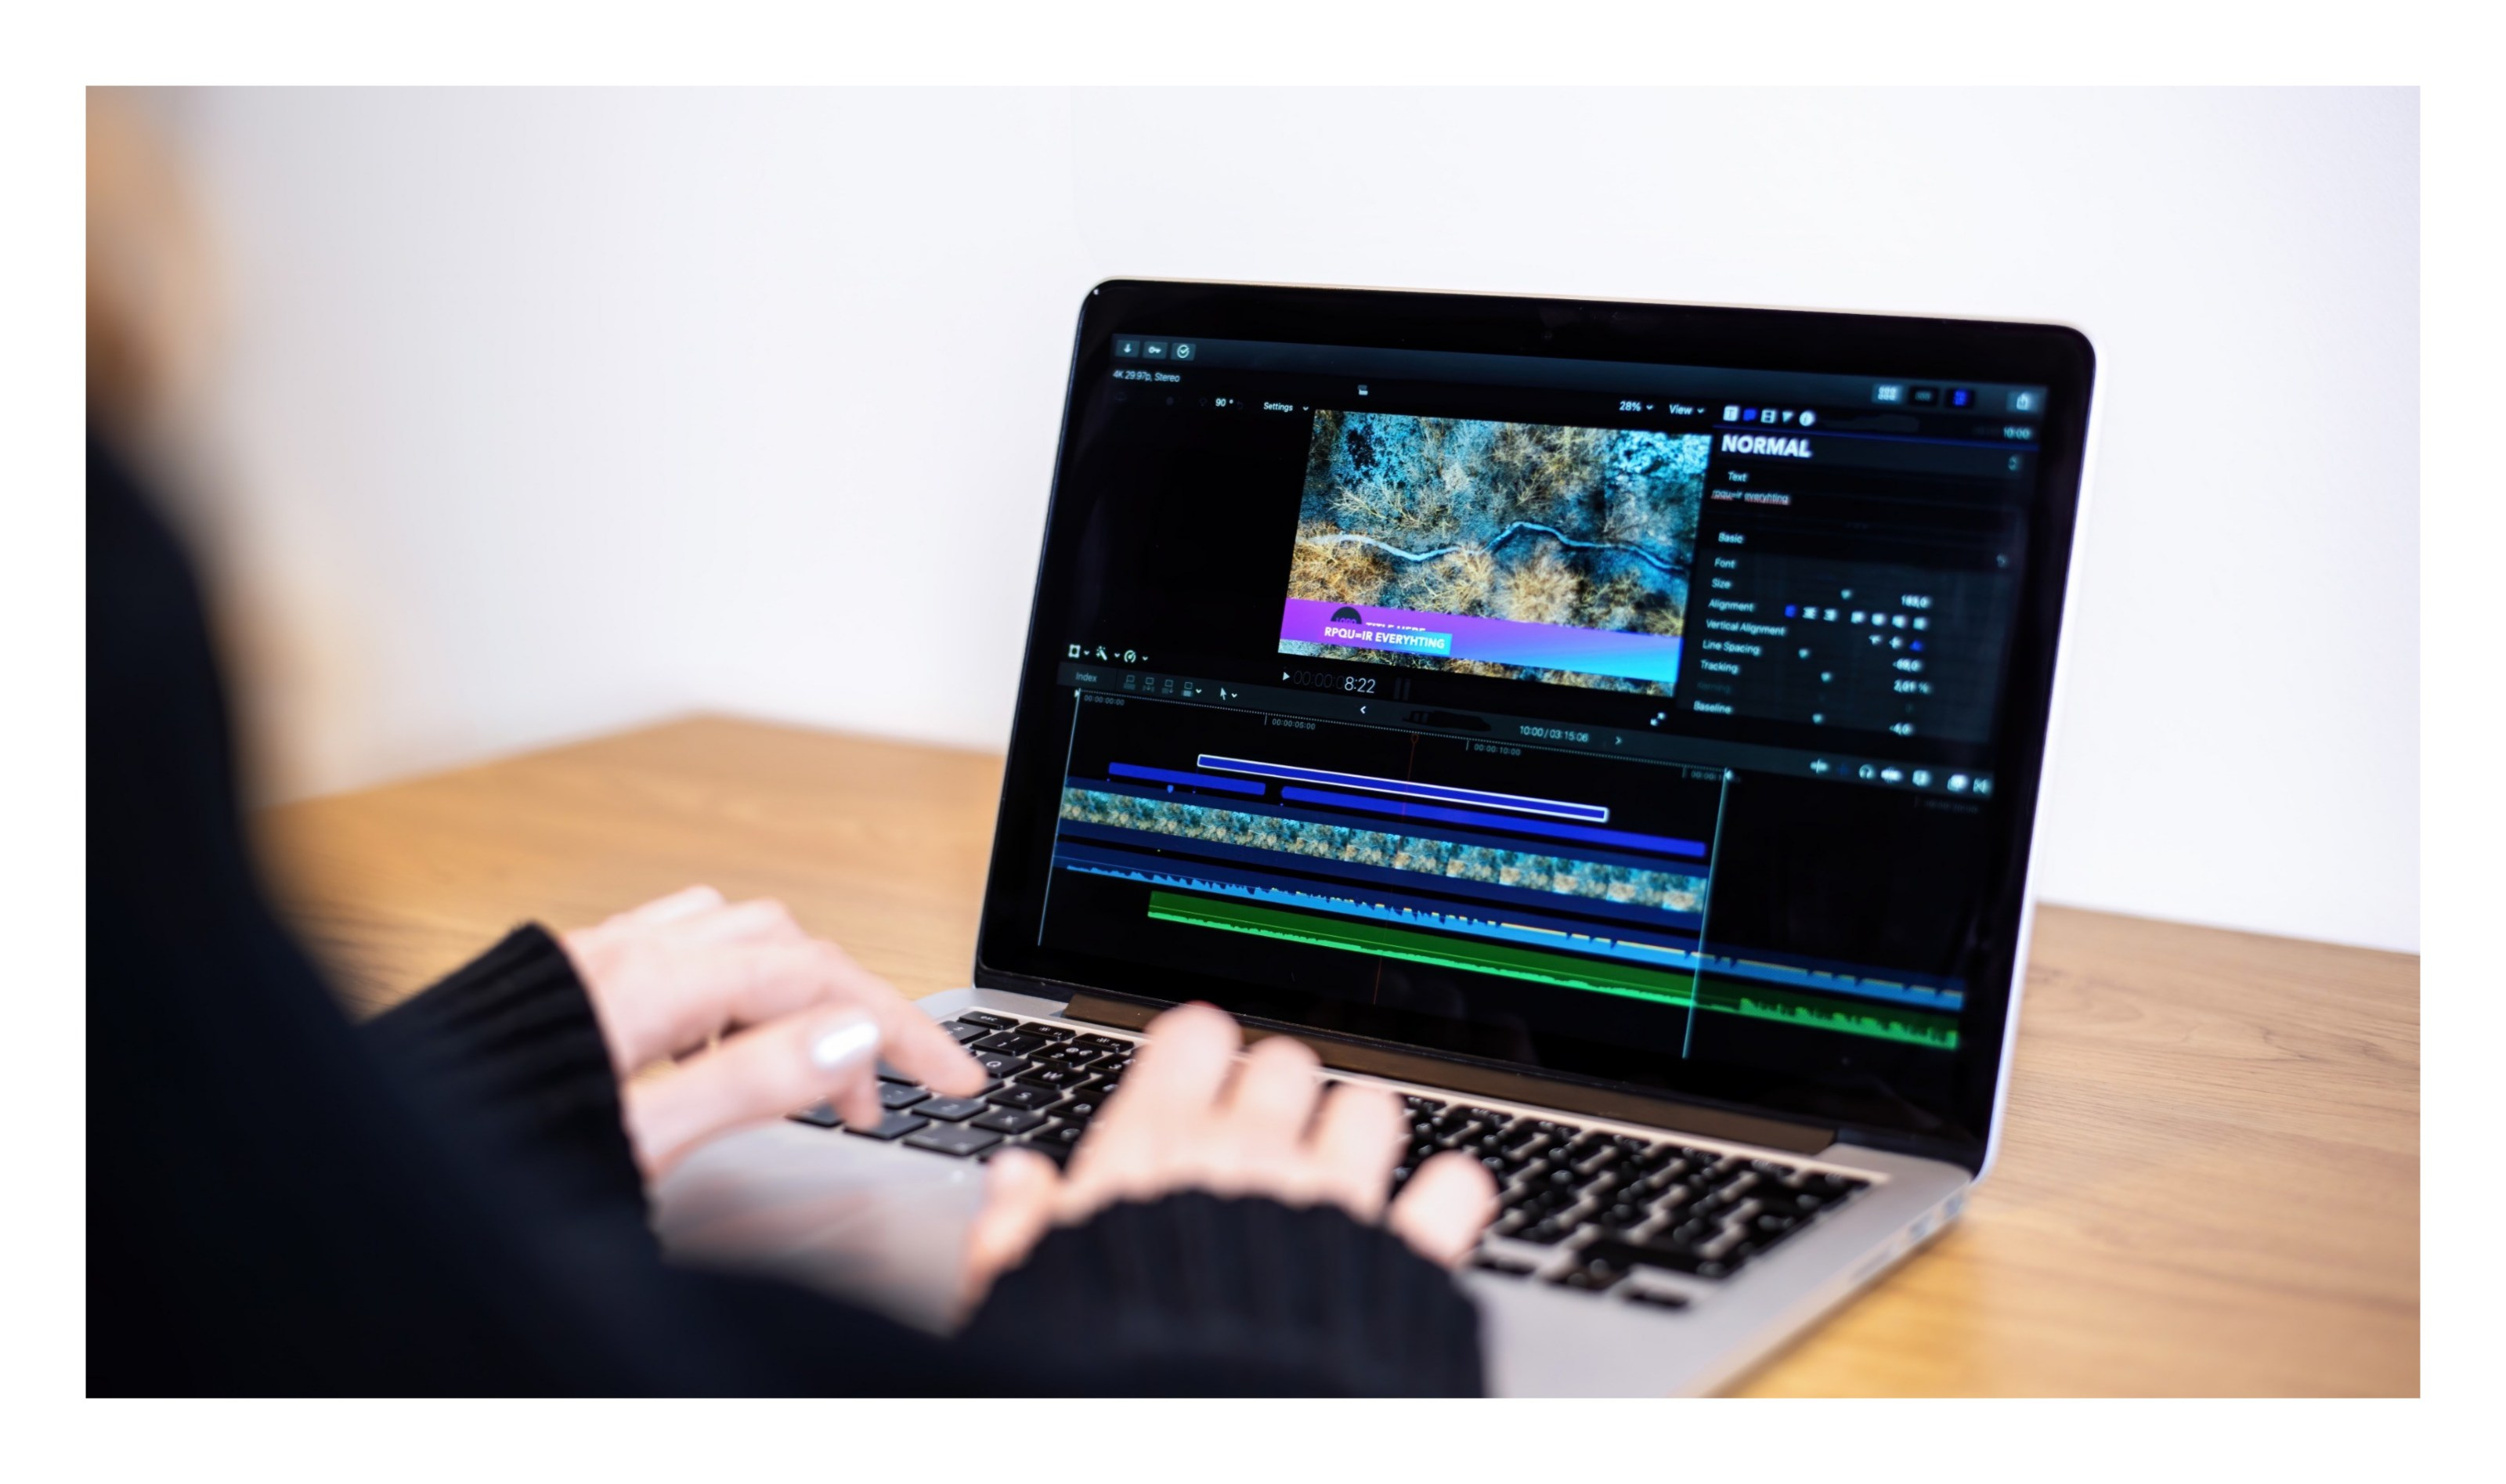 4K 29.97p, Stereo
90°
Settings
28%
View
10:00
NORMAL
Text
rpqu=ir everyhting
Basic
Font
Size
183,0
Alignment
Vertical Alignment
Line Spacing
-69,0
Tracking
2,01 %
Baseline
-4,0
TITLE HERE
RPQU=IR EVERYHTING
00:00:08:22
Index
10:00 / 03:15:06
00:00:00:00
00:00:05:00
00:00:10:00
Q
W
S
X